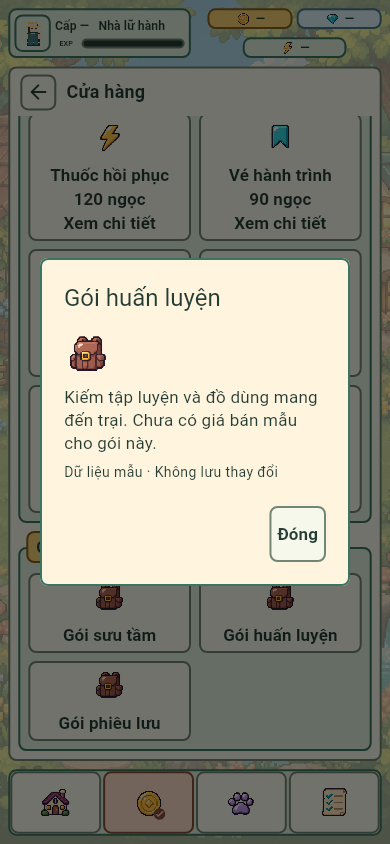 Cấp — Nhà lữ hành
EXP
—
—
—
Cửa hàng
Thuốc hồi phục
120 ngọc
Xem chi tiết
Vé hành trình
90 ngọc
Xem chi tiết
Gói huấn luyện
Kiếm tập luyện và đồ dùng mang
đến trại. Chưa có giá bán mẫu
cho gói này.
Dữ liệu mẫu · Không lưu thay đổi
Đóng
Gói sưu tầm
Gói huấn luyện
Gói phiêu lưu